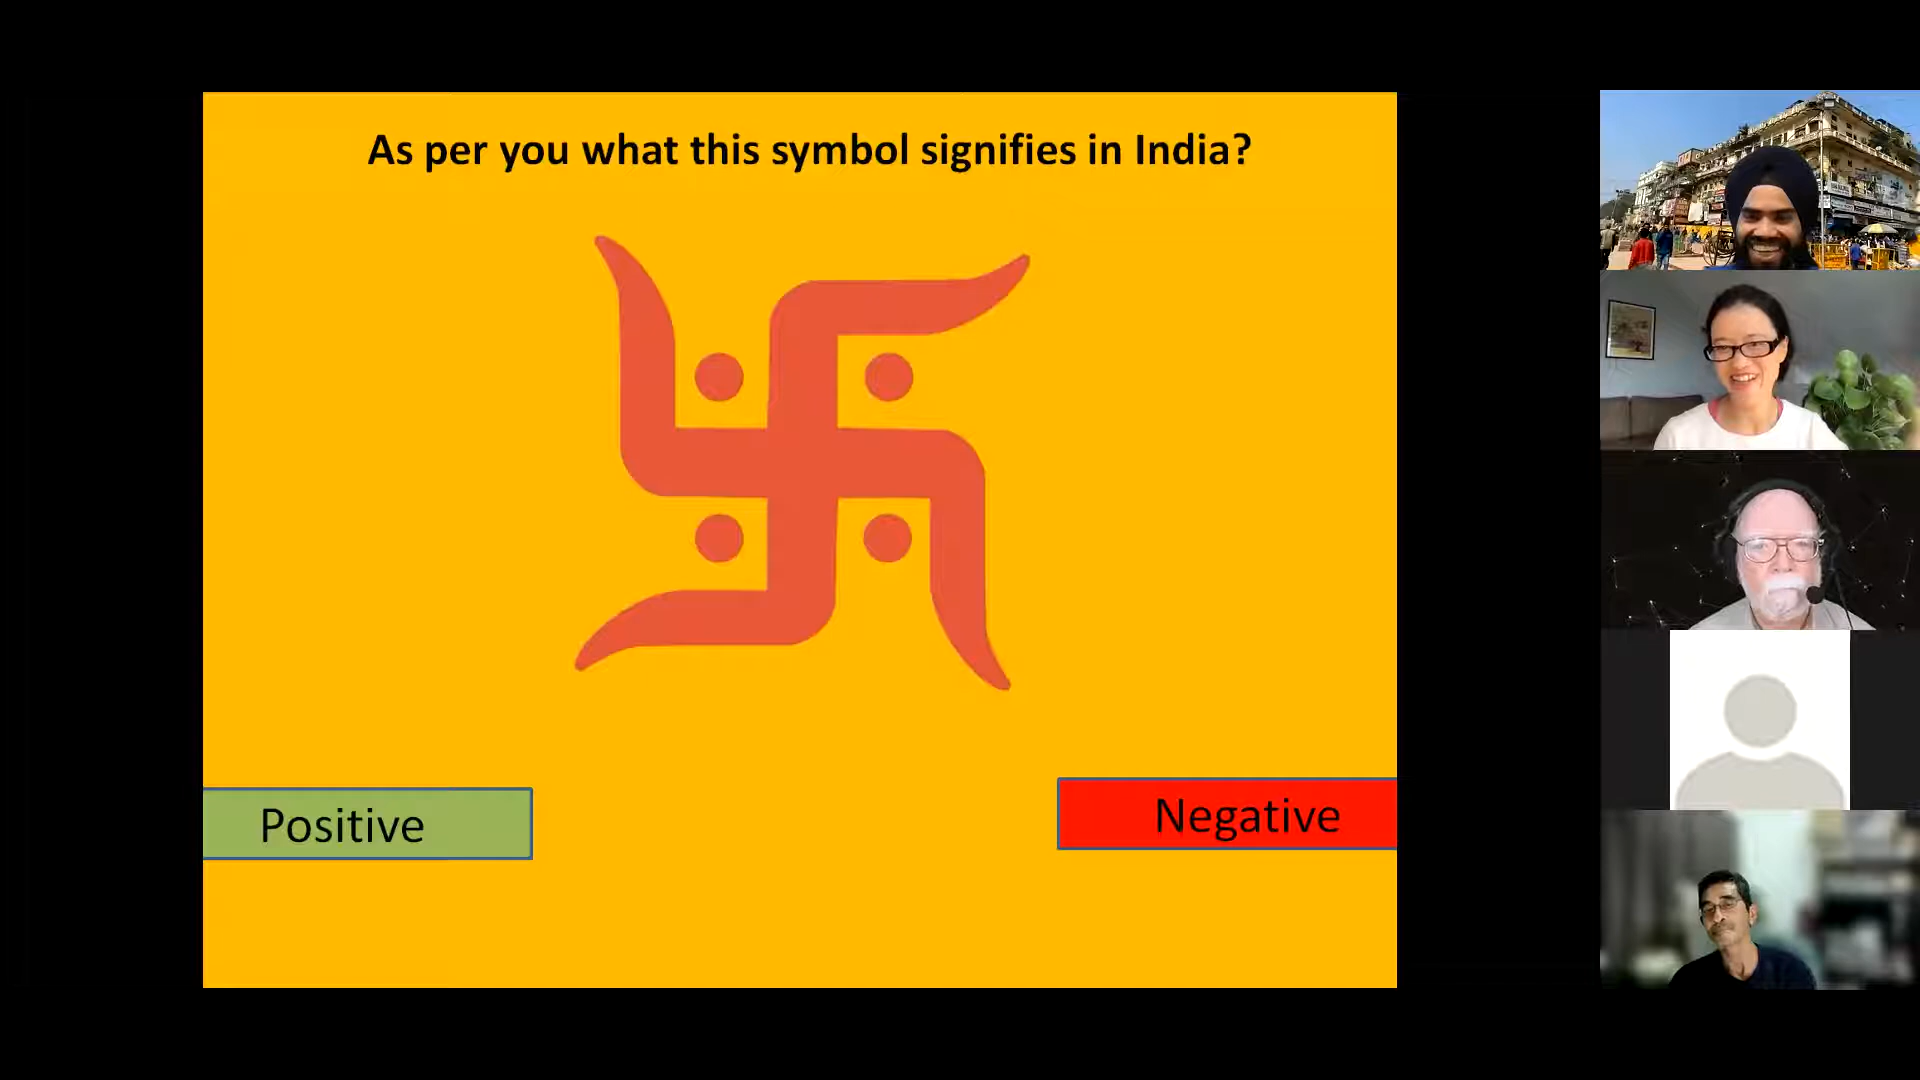 As per you what this symbol signifies in India?
Positive
Negative